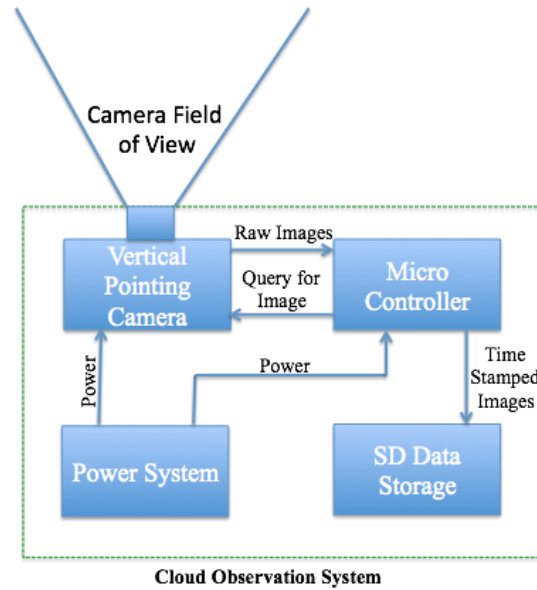 Camera Field
of View
Vertical
Pointing
Camera
Raw Images
Query for
Image
Micro
Controller
Power
Power
Time
Stamped
Images
Power System
SD Data
Storage
Cloud Observation System